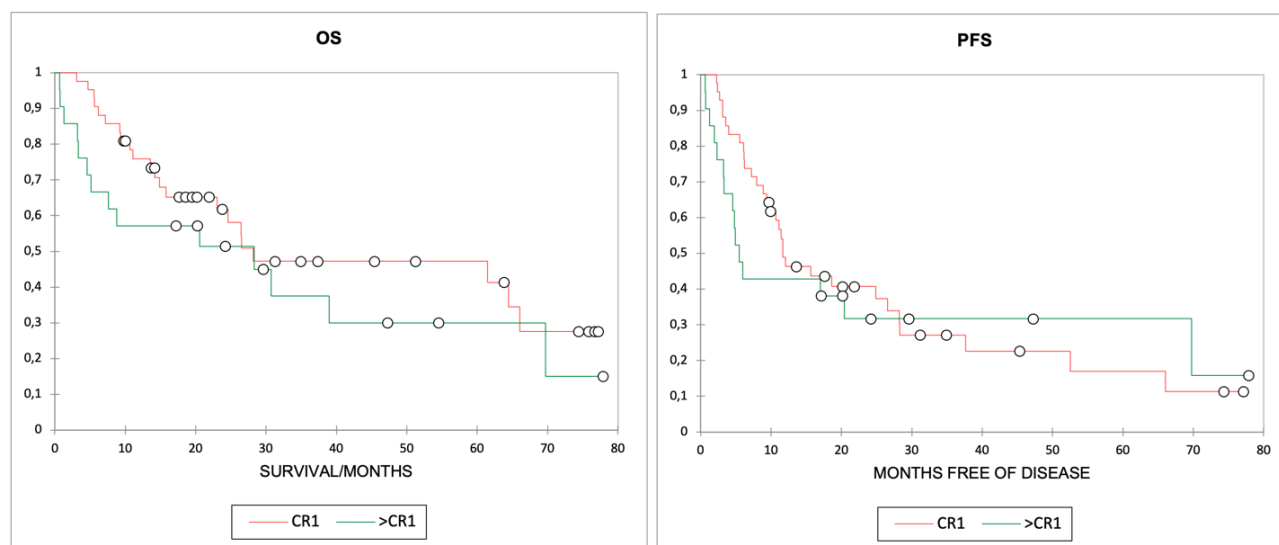 OS
1
0,9
0,8
0,7
0,6
0,5
0,4
0,3
0,2
0,1
0
0 10 20 30 40 50 60 70 80
SURVIVAL/MONTHS
CR1 >CR1
PFS
1
0,9
0,8
0,7
0,6
0,5
0,4
0,3
0,2
0,1
0
0 10 20 30 40 50 60 70 80
MONTHS FREE OF DISEASE
CR1 >CR1